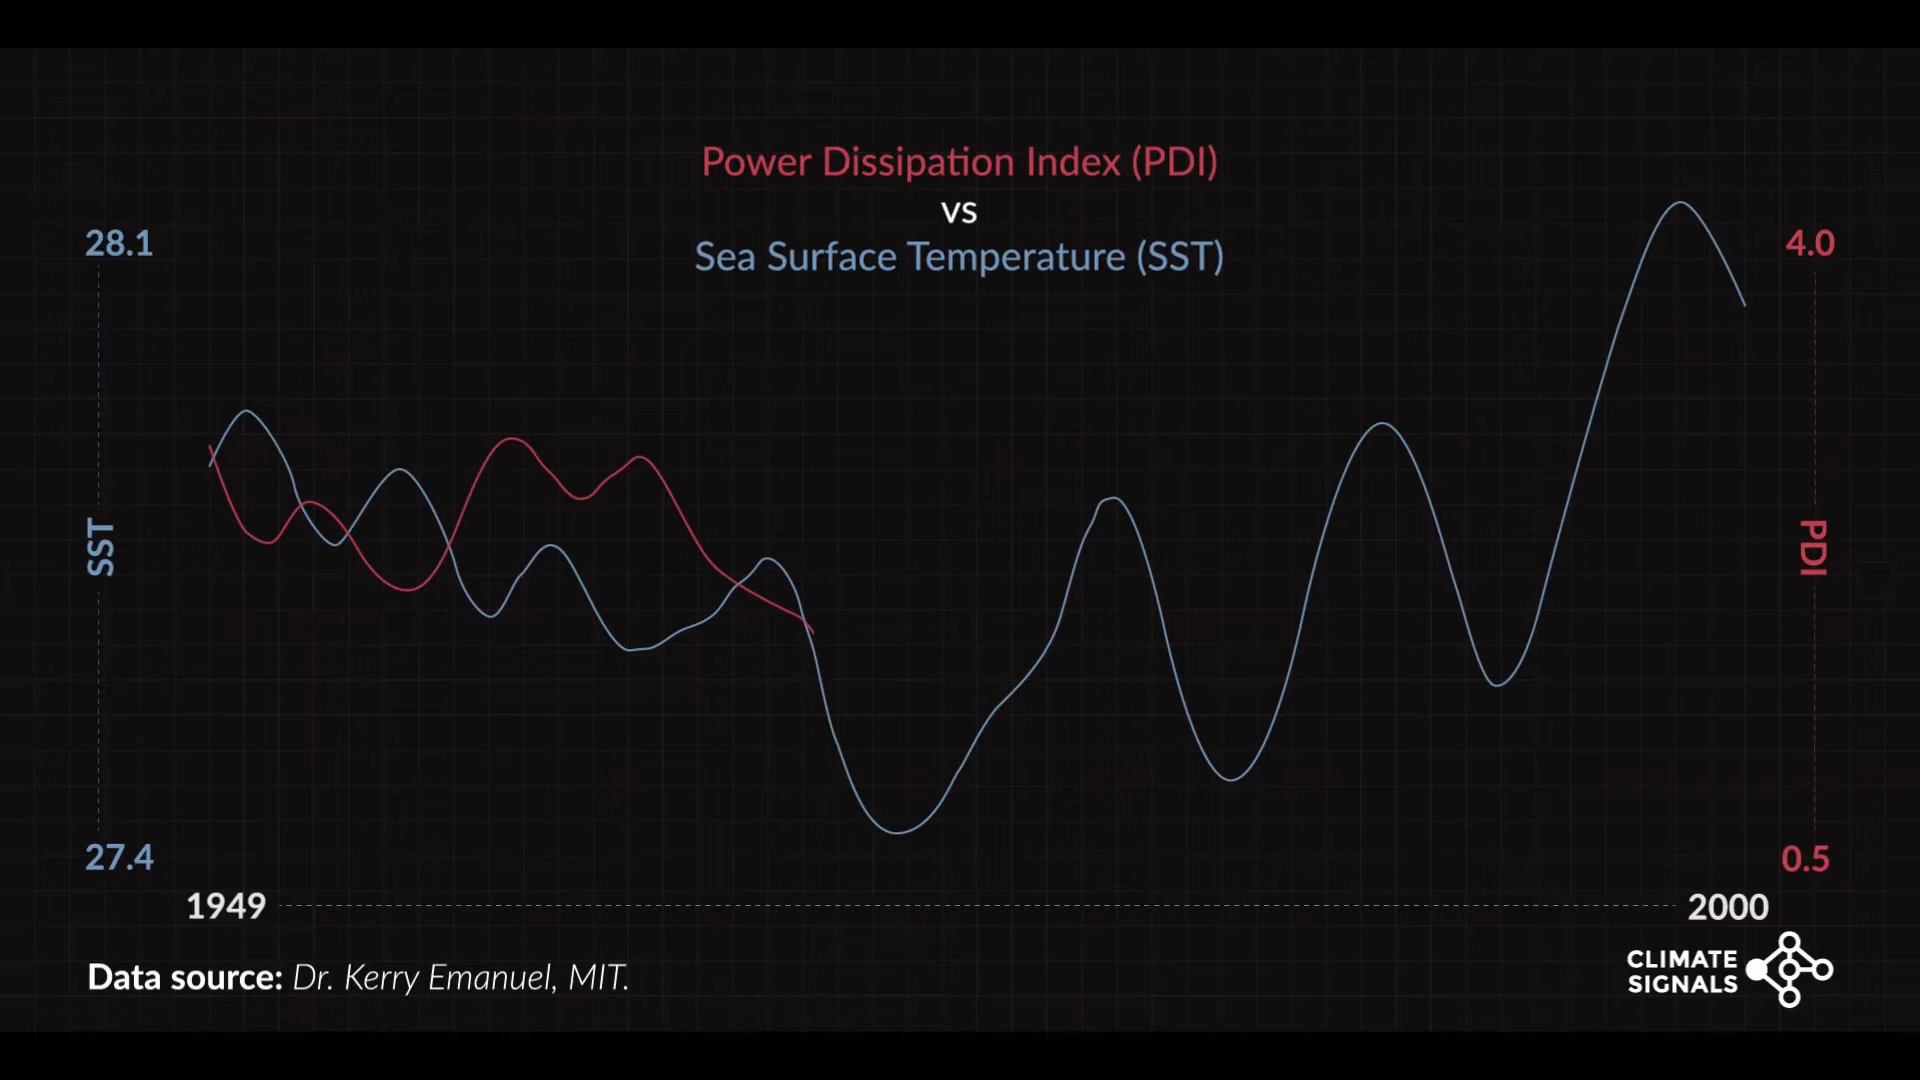 Power Dissipation Index (PDI)
vs
Sea Surface Temperature (SST)
28.1
4.0
SST
PDI
27.4
0.5
1949
2000
Data source: Dr. Kerry Emanuel, MIT.
CLIMATE
SIGNALS